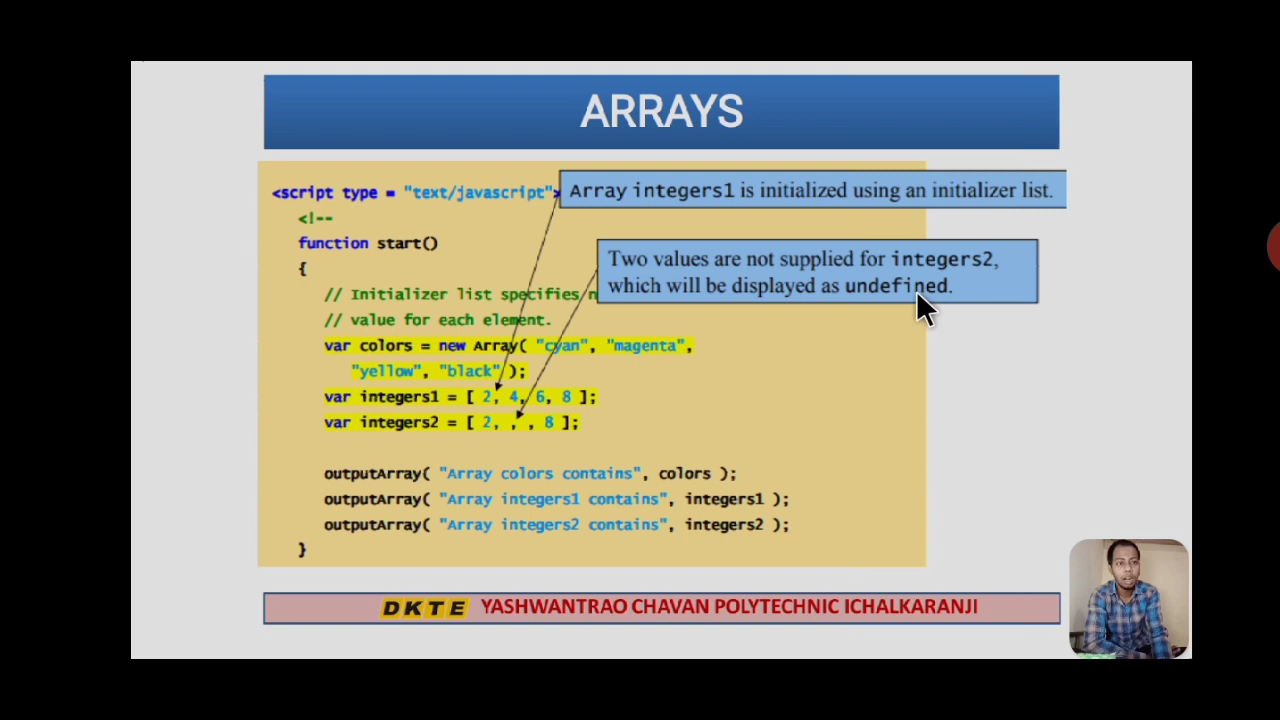 ARRAYS
<script type = "text/javascript">
Array integers1 is initialized using an initializer list.
<!--
function start()
{
Two values are not supplied for integers2,
which will be displayed as undefined.
// Initializer list specifies
// value for each element.
var colors = new Array( "cyan", "magenta",
"yellow", "black" );
var integers1 = [ 2, 4, 6, 8 ];
var integers2 = [ 2, , , 8 ];
outputArray( "Array colors contains", colors );
outputArray( "Array integers1 contains", integers1 );
outputArray( "Array integers2 contains", integers2 );
}
DKTE YASHWANTRAO CHAVAN POLYTECHNIC ICHALKARANJI